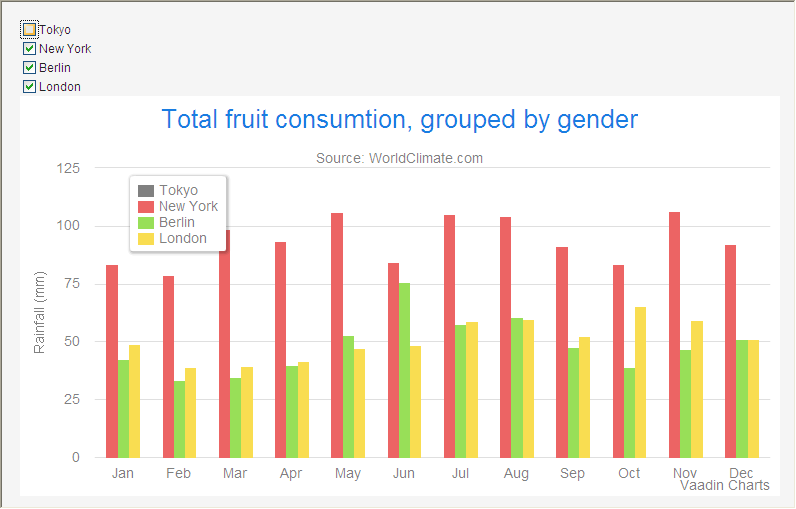 Tokyo
New York
Berlin
London
Total fruit consumtion, grouped by gender
Source: WorldClimate.com
Rainfall (mm)
125
100
75
50
25
0
Tokyo
New York
Berlin
London
Jan Feb Mar Apr May Jun Jul Aug Sep Oct Nov Dec
Vaadin Charts